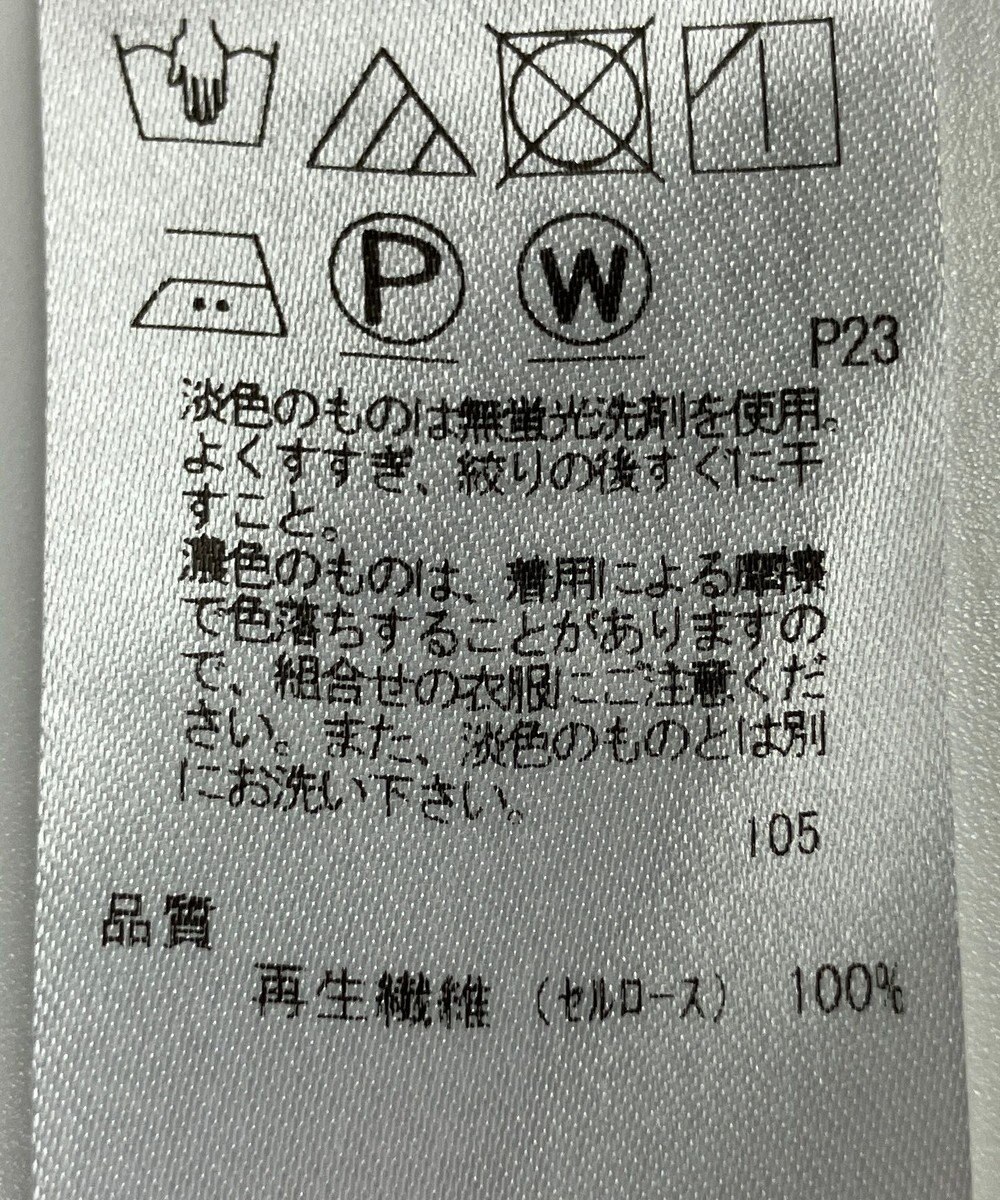 P W
P23
淡色のものは無蛍光洗剤を使用。
よくすすぎ、絞りの後すぐに干
すこと。
濃色のものは、着用による摩擦
で色落ちすることがありますの
で、組合せの衣服にご注意くだ
さい。また、淡色のものとは別
にお洗い下さい。
105
品質
再生繊維（セルロース） 100%